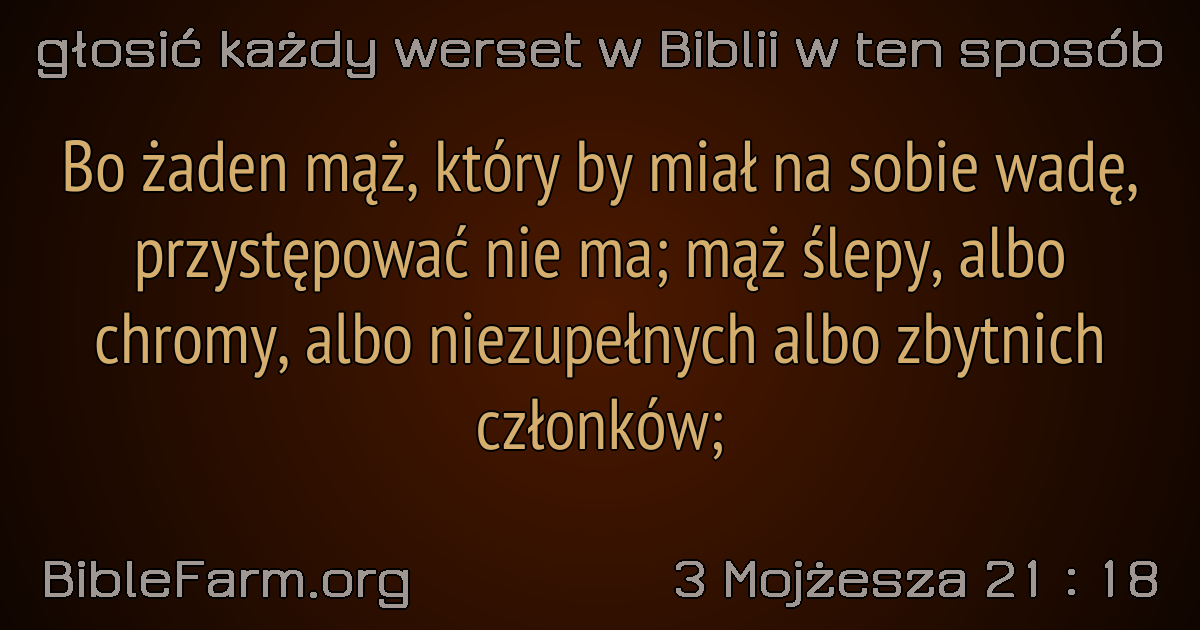 głosić każdy werset w Biblii w ten sposób
Bo żaden mąż, który by miał na sobie wadę,
przystępować nie ma; mąż ślepy, albo
chromy, albo niezupełnych albo zbytnich
członków;
BibleFarm.org
3 Mojżesza 21 : 18